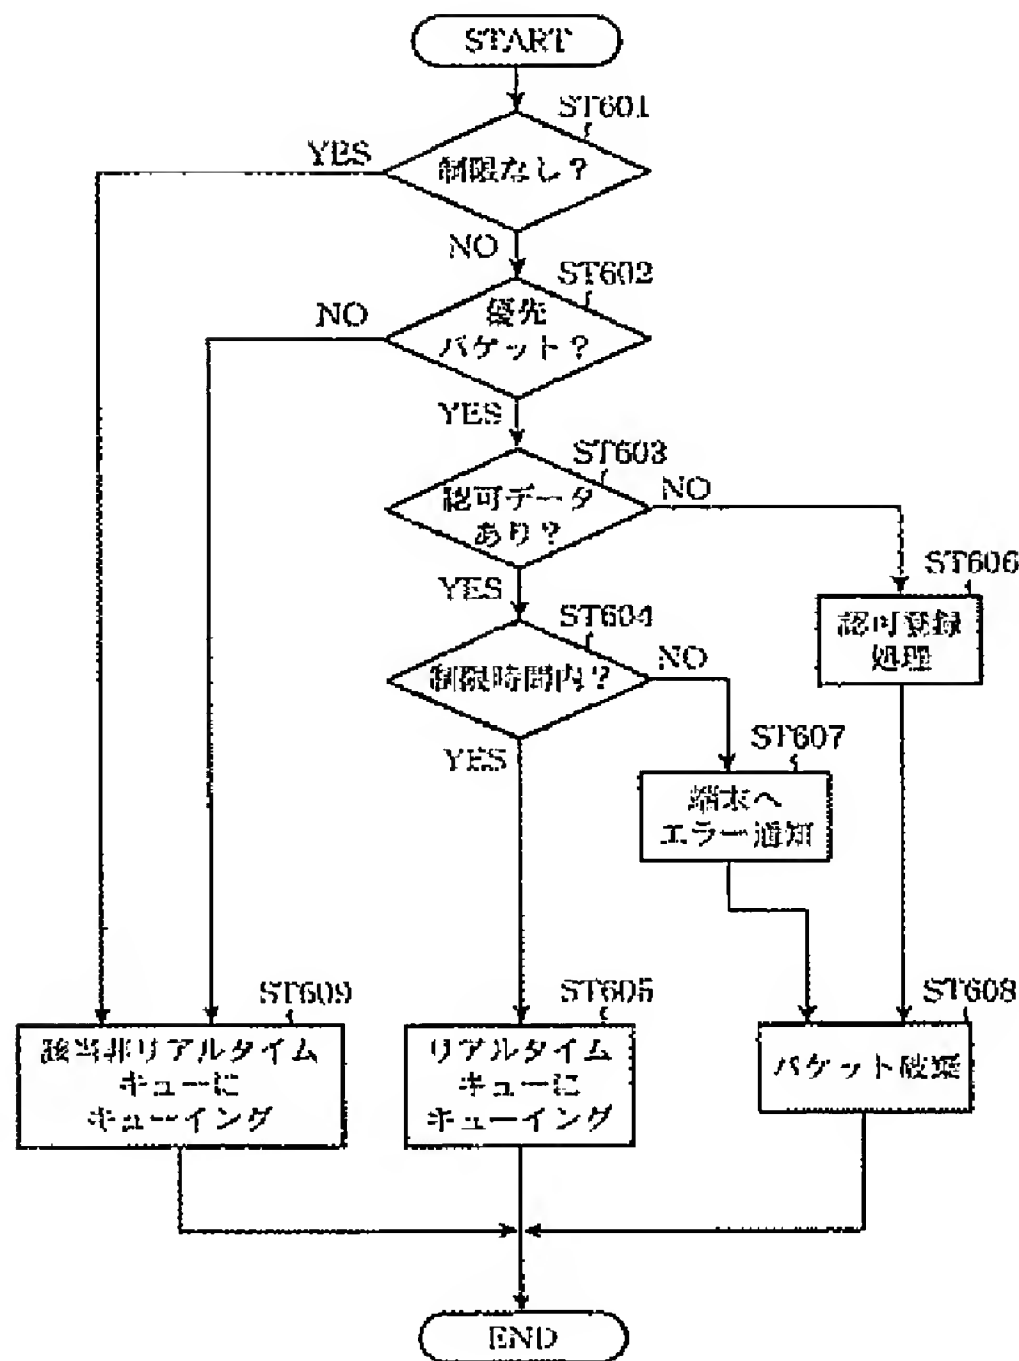 START
ST601
YES
制限なし?
NO
ST602
NO
優先
パケット?
YES
ST603
NO
認可データ
あり?
YES
ST606
ST604
認可登録
処理
NO
制限時間内?
ST607
YES
端末へ
エラー通知
ST609
ST605
ST608
該当非リアルタイム
キューに
キューイング
リアルタイム
キューに
キューイング
パケット破棄
END